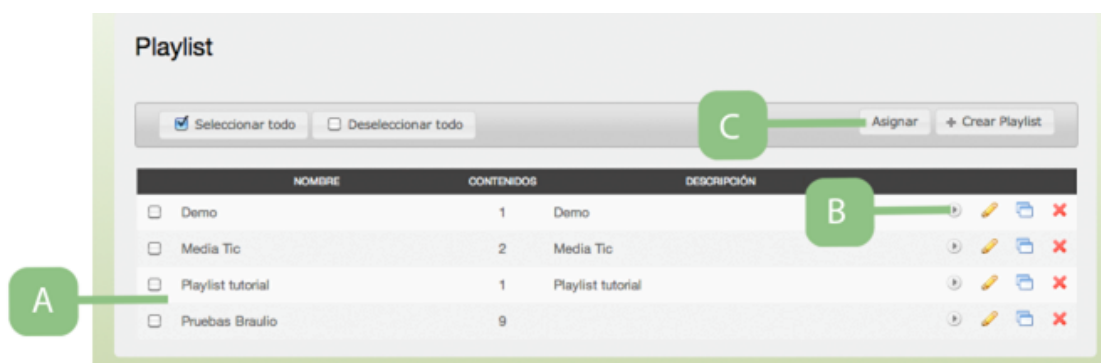 Playlist
Seleccionar todo Deseleccionar todo C Asignar + Crear Playlist
NOMBRE CONTENIDOS DESCRIPCIÓN
Demo 1 Demo B
Media Tic 2 Media Tic
A Playlist tutorial 1 Playlist tutorial
Pruebas Braulio 9